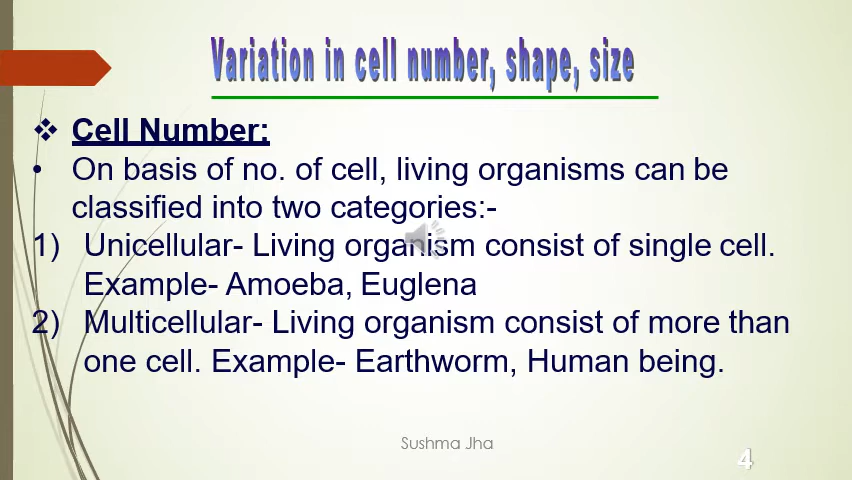 Variation in cell number, shape, size
❖ Cell Number:
• On basis of no. of cell, living organisms can be
classified into two categories:-
1) Unicellular- Living organism consist of single cell.
Example- Amoeba, Euglena
2) Multicellular- Living organism consist of more than
one cell. Example- Earthworm, Human being.
Sushma Jha
4